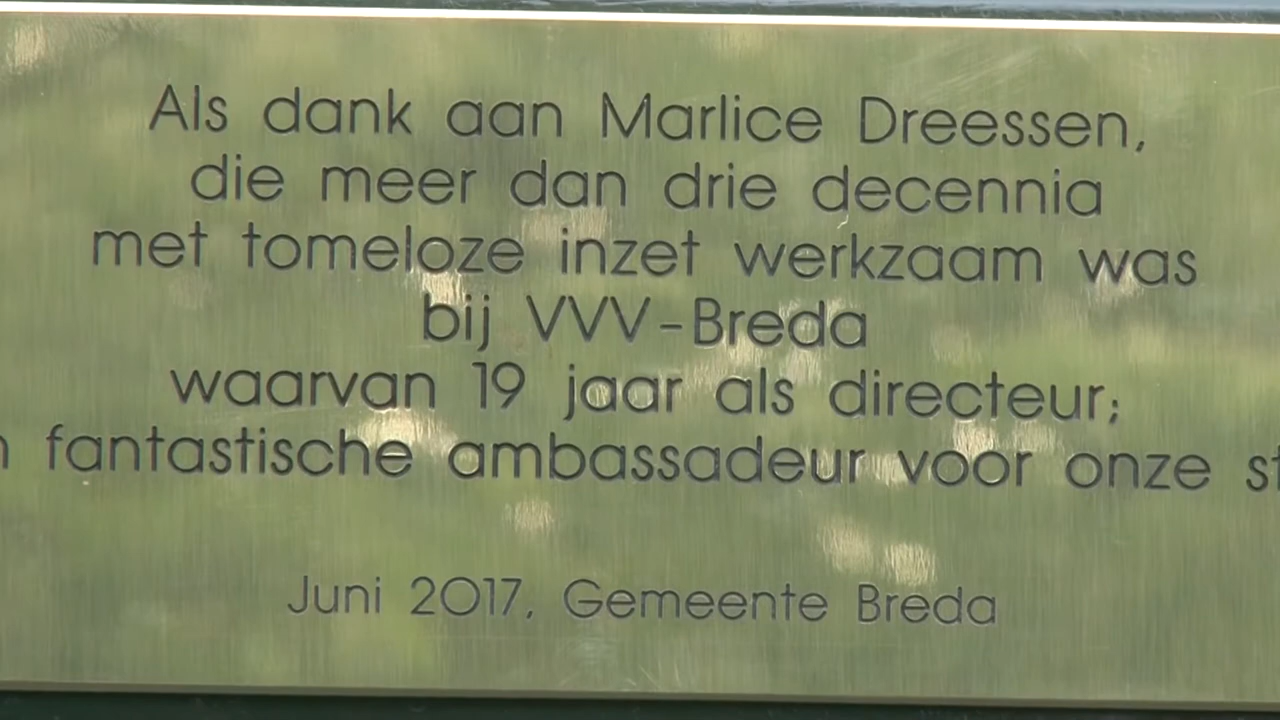 Als dank aan Marlice Dreessen,
die meer dan drie decennia
met tomeloze inzet werkzaam was
bij VVV-Breda
waarvan 19 jaar als directeur;
fantastische ambassadeur voor onze
Juni 2017, Gemeente Breda